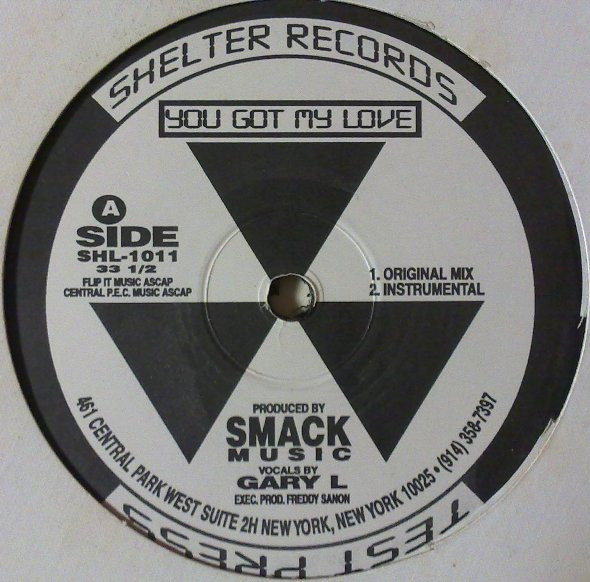 SHELTER RECORDS
YOU GOT MY LOVE
A
SIDE
SHL-1011
33 1/2
FLIP IT MUSIC ASCAP
CENTRAL P.E.C. MUSIC ASCAP
1. ORIGINAL MIX
2. INSTRUMENTAL
PRODUCED BY
SMACK
MUSIC
VOCALS BY
GARY L
EXEC. PROD. FREDDY SANON
461 CENTRAL PARK WEST SUITE 2H NEW YORK, NEW YORK 10025 • (914) 358-7397
TEST PRESS